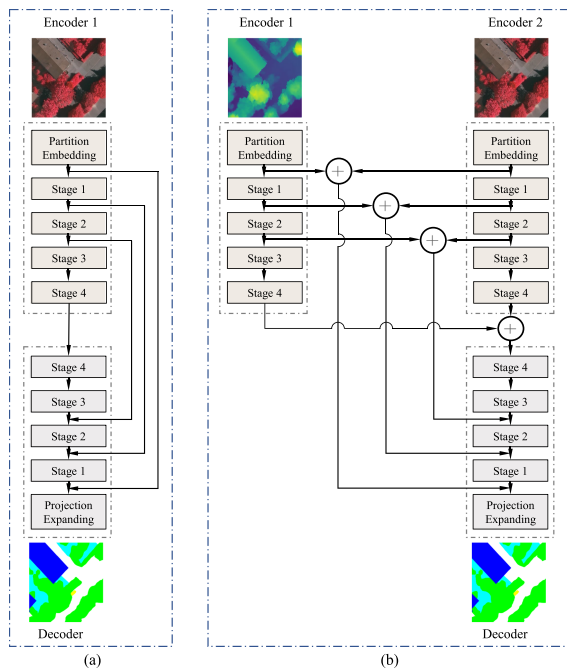 Encoder 1
Partition
Embedding
Stage 1
Stage 2
Stage 3
Stage 4
Stage 4
Stage 3
Stage 2
Stage 1
Projection
Expanding
Decoder
(a)
Encoder 1
Partition
Embedding
Stage 1
Stage 2
Stage 3
Stage 4
Encoder 2
Partition
Embedding
Stage 1
Stage 2
Stage 3
Stage 4
Stage 4
Stage 3
Stage 2
Stage 1
Projection
Expanding
Decoder
(b)